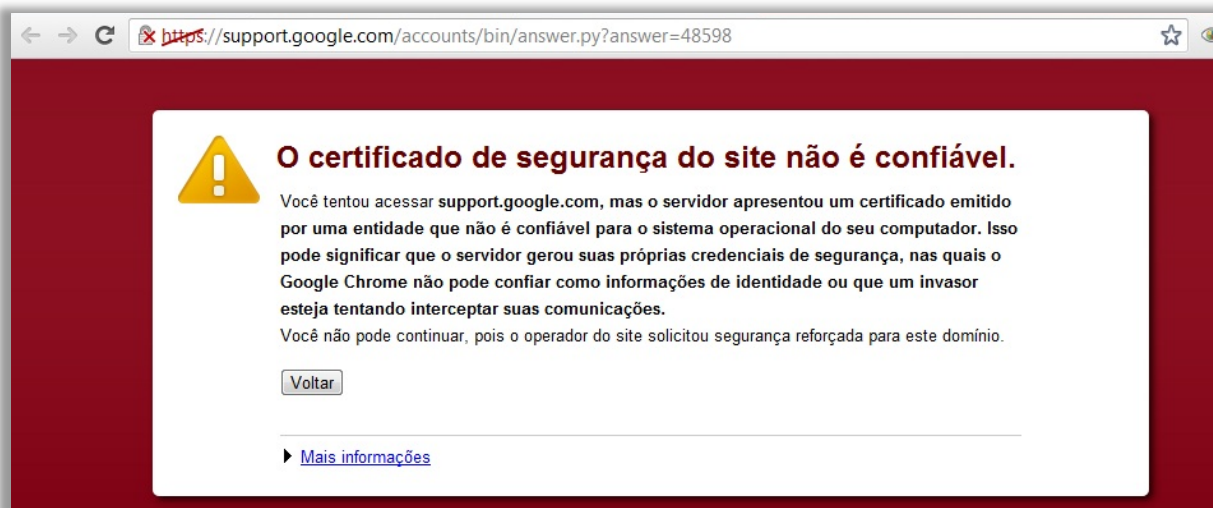 https://support.google.com/accounts/bin/answer.py?answer=48598
O certificado de segurança do site não é confiável.
Você tentou acessar support.google.com, mas o servidor apresentou um certificado emitido
por uma entidade que não é confiável para o sistema operacional do seu computador. Isso
pode significar que o servidor gerou suas próprias credenciais de segurança, nas quais o
Google Chrome não pode confiar como informações de identidade ou que um invasor
esteja tentando interceptar suas comunicações.
Você não pode continuar, pois o operador do site solicitou segurança reforçada para este domínio.
Voltar
Mais informações